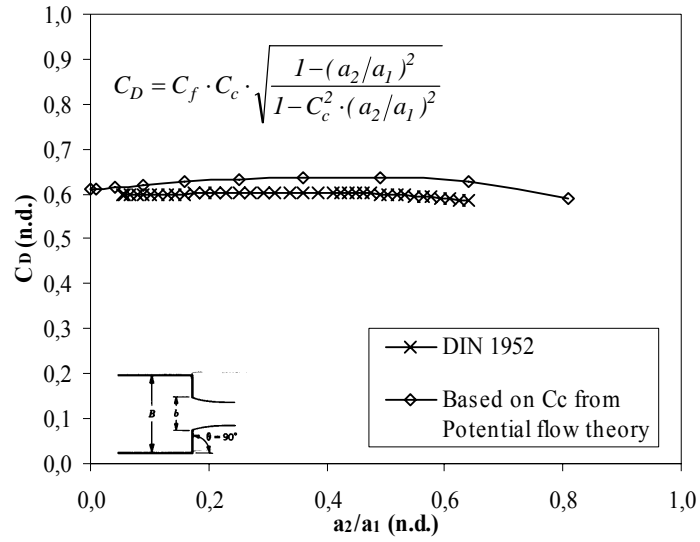 1,0
0,9
0,8
0,7
0,6
0,5
0,4
0,3
0,2
0,1
0,0
C_D (n.d.)
C_D = C_f · C_c · √((1−(a_2/a_1)^2)/(1−C_c^2·(a_2/a_1)^2))
DIN 1952
Based on Cc from
Potential flow theory
B
b
θ = 90°
0,0 0,2 0,4 0,6 0,8 1,0
a_2/a_1 (n.d.)